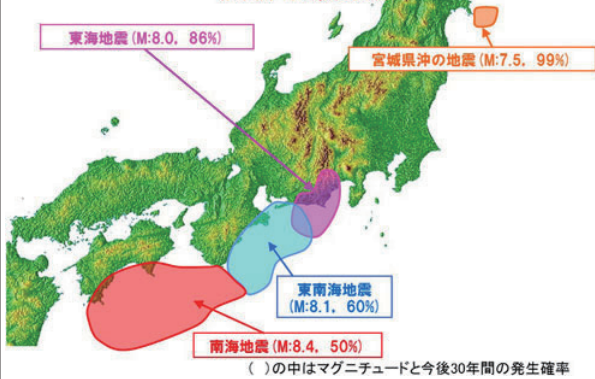 東海地震(M:8.0, 86%)
宮城県沖の地震(M:7.5, 99%)
東南海地震
(M:8.1, 60%)
南海地震(M:8.4, 50%)
( )の中はマグニチュードと今後30年間の発生確率